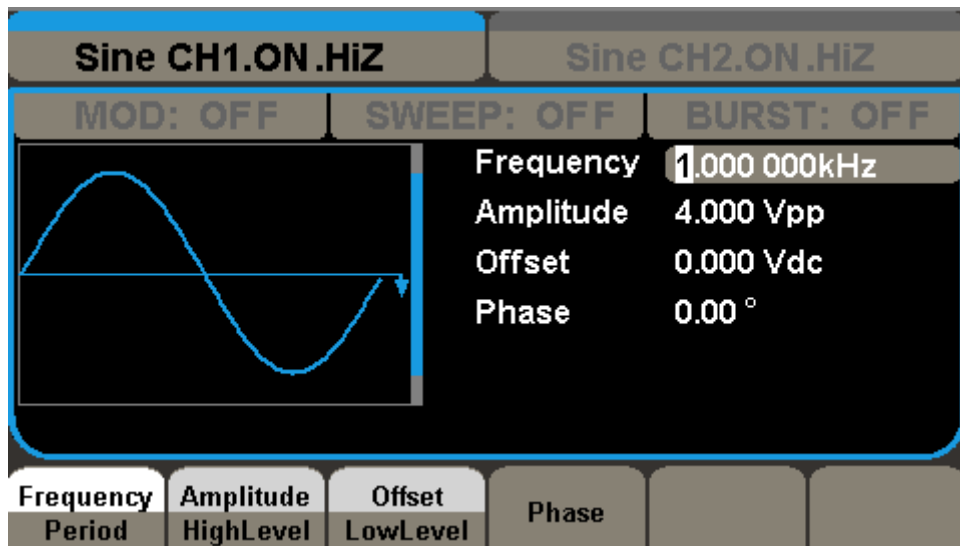 Sine CH1.ON.HiZ
Sine CH2.ON.HiZ
MOD: OFF
SWEEP: OFF
BURST: OFF
Frequency 1.000 000kHz
Amplitude 4.000 Vpp
Offset 0.000 Vdc
Phase 0.00 °
Frequency
Period
Amplitude
HighLevel
Offset
LowLevel
Phase